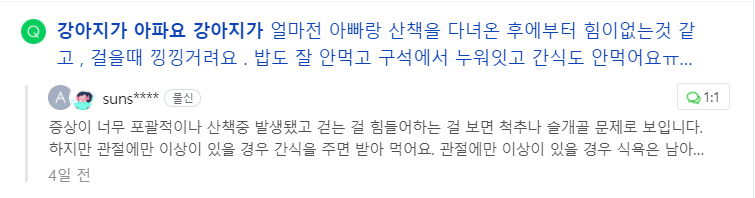 Q 강아지가 아파요 강아지가 얼마전 아빠랑 산책을 다녀온 후에부터 힘이없는것 같
고 , 걸을때 낑낑거려요 . 밥도 잘 안먹고 구석에서 누워잇고 간식도 안먹어요ㅠ...
A suns**** 물신 1:1
증상이 너무 포괄적이나 산책중 발생됐고 걷는 걸 힘들어하는 걸 보면 척추나 슬개골 문제로 보입니다.
하지만 관절에만 이상이 있을 경우 간식을 주면 받아 먹어요. 관절에만 이상이 있을 경우 식욕은 남아...
4일 전